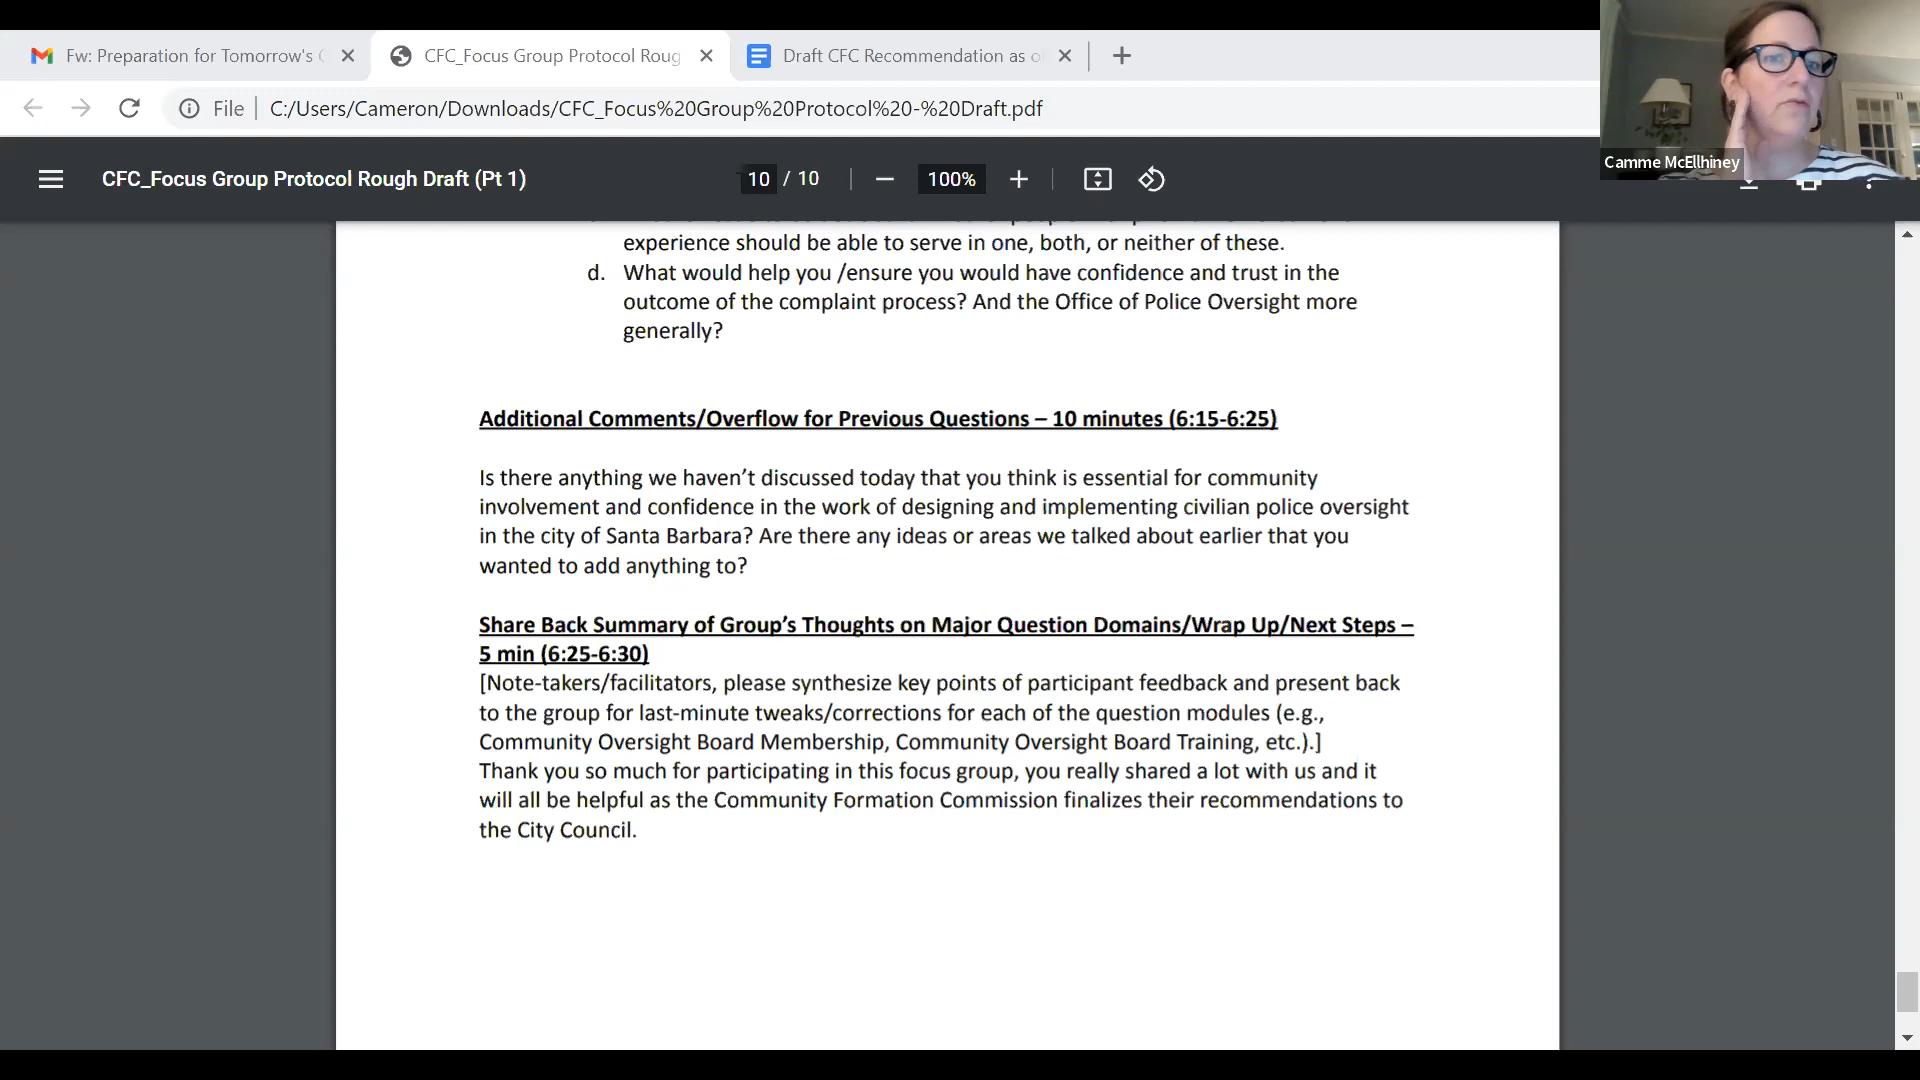 Fw: Preparation for Tomorrow's
CFC_Focus Group Protocol Roug
Draft CFC Recommendation as o
File
C:/Users/Cameron/Downloads/CFC_Focus%20Group%20Protocol%20-%20Draft.pdf
Camme McEllhiney
CFC_Focus Group Protocol Rough Draft (Pt 1)
10 / 10
100%
experience should be able to serve in one, both, or neither of these.
d. What would help you /ensure you would have confidence and trust in the
outcome of the complaint process? And the Office of Police Oversight more
generally?
Additional Comments/Overflow for Previous Questions – 10 minutes (6:15-6:25)
Is there anything we haven’t discussed today that you think is essential for community
involvement and confidence in the work of designing and implementing civilian police oversight
in the city of Santa Barbara? Are there any ideas or areas we talked about earlier that you
wanted to add anything to?
Share Back Summary of Group’s Thoughts on Major Question Domains/Wrap Up/Next Steps –
5 min (6:25-6:30)
[Note-takers/facilitators, please synthesize key points of participant feedback and present back
to the group for last-minute tweaks/corrections for each of the question modules (e.g.,
Community Oversight Board Membership, Community Oversight Board Training, etc.).]
Thank you so much for participating in this focus group, you really shared a lot with us and it
will all be helpful as the Community Formation Commission finalizes their recommendations to
the City Council.